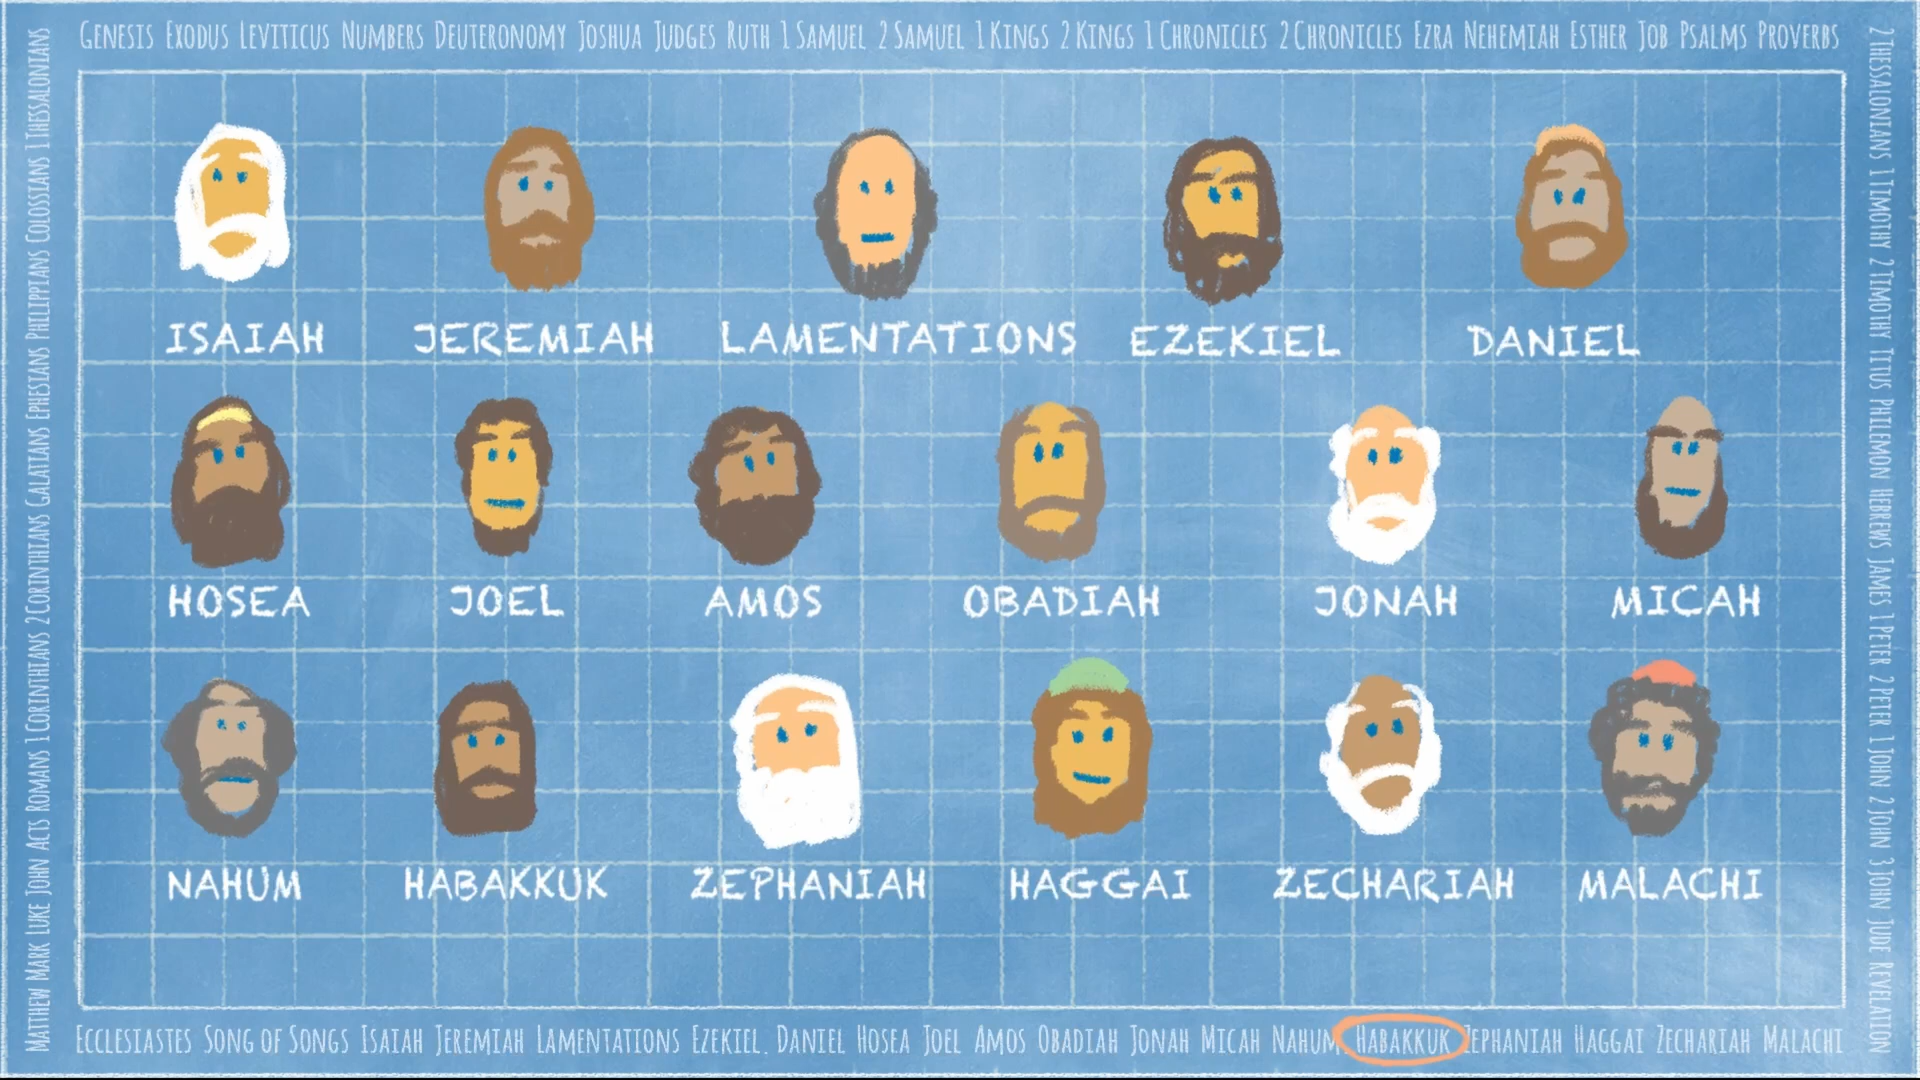 GENESIS EXODUS LEVITICUS NUMBERS DEUTERONOMY JOSHUA JUDGES RUTH 1 SAMUEL 2 SAMUEL 1 KINGS 2 KINGS 1 CHRONICLES 2 CHRONICLES EZRA NEHEMIAH ESTHER JOB PSALMS PROVERBS
ISAIAH JEREMIAH LAMENTATIONS EZEKIEL DANIEL
HOSEA JOEL AMOS OBADIAH JONAH MICAH
NAHUM HABAKKUK ZEPHANIAH HAGGAI ZECHARIAH MALACHI
ECCLESIASTES SONG OF SONGS ISAIAH JEREMIAH LAMENTATIONS EZEKIEL. DANIEL HOSEA JOEL AMOS OBADIAH JONAH MICAH NAHUM HABAKKUK ZEPHANIAH HAGGAI ZECHARIAH MALACHI
MATTHEW MARK LUKE JOHN ACTS ROMANS 1 CORINTHIANS 2 CORINTHIANS GALATIANS EPHESIANS PHILIPPIANS COLOSSIANS 1 THESSALONIANS
2 THESSALONIANS 1 TIMOTHY 2 TIMOTHY TITUS PHILEMON HEBREWS JAMES 1 PETER 2 PETER 1 JOHN 2 JOHN 3 JOHN JUDE REVELATION